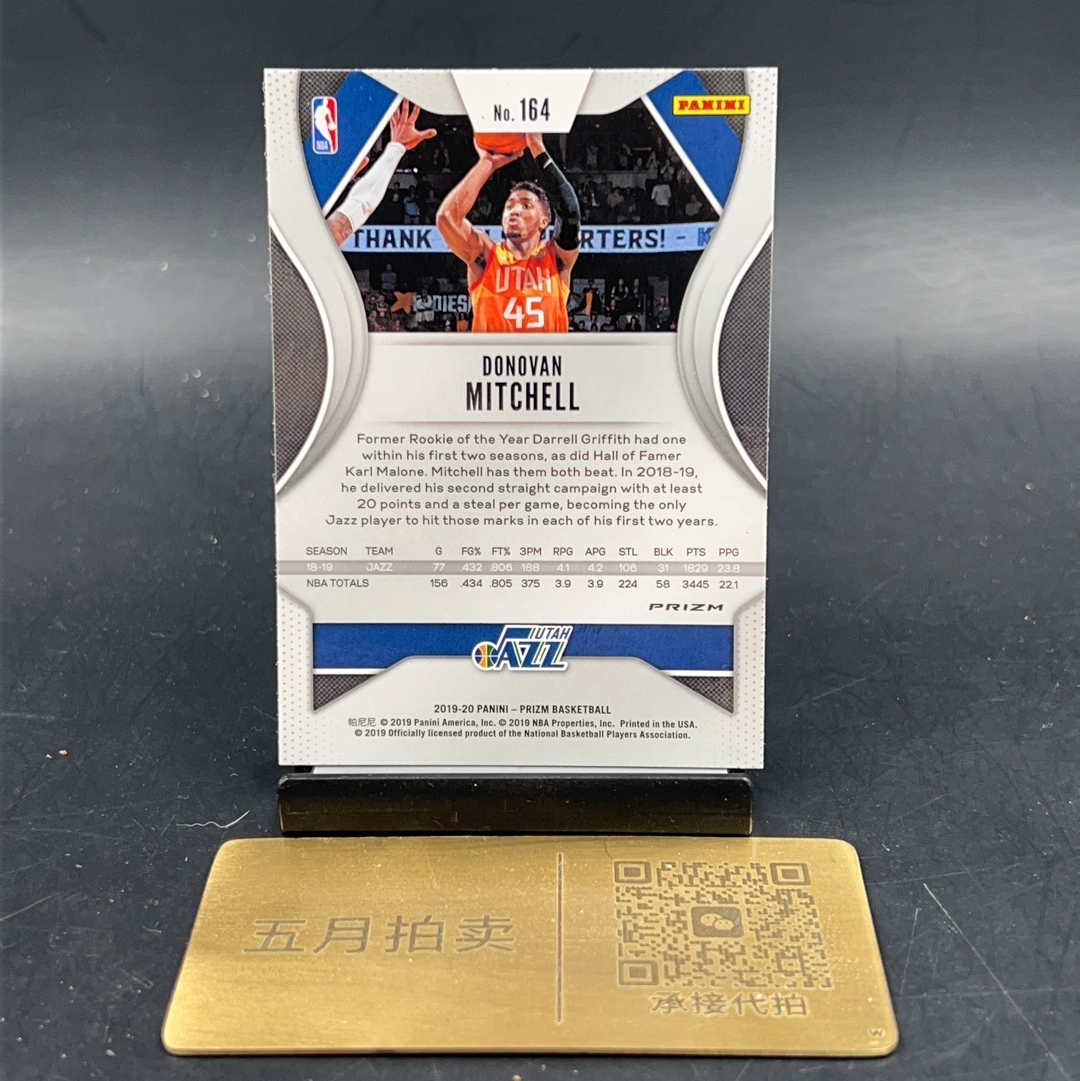 No. 164
PANINI
NBA
THANK
RTERS! - K
UTAH
45
DONOVAN
MITCHELL
Former Rookie of the Year Darrell Griffith had one
within his first two seasons, as did Hall of Famer
Karl Malone. Mitchell has them both beat. In 2018-19,
he delivered his second straight campaign with at least
20 points and a steal per game, becoming the only
Jazz player to hit those marks in each of his first two years.
SEASON TEAM G FG% FT% 3PM RPG APG STL BLK PTS PPG
18-19 JAZZ 77 .432 .806 188 4.1 4.2 106 31 1829 23.8
NBA TOTALS 156 .434 .805 375 3.9 3.9 224 58 3445 22.1
PRIZM
UTAH
JAZZ
2019-20 PANINI – PRIZM BASKETBALL
帕尼尼 © 2019 Panini America, Inc. © 2019 NBA Properties, Inc. Printed in the USA.
© 2019 Officially licensed product of the National Basketball Players Association.
五月拍卖
承接代拍